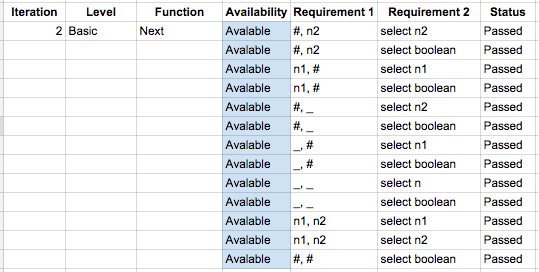 Iteration Level Function Availability Requirement 1 Requirement 2 Status
2 Basic Next Avalable #, n2 select n2 Passed
Avalable #, n2 select boolean Passed
Avalable n1, # select n1 Passed
Avalable n1, # select boolean Passed
Avalable #, _ select n2 Passed
Avalable #, _ select boolean Passed
Avalable _, # select n1 Passed
Avalable _, # select boolean Passed
Avalable _, _ select n Passed
Avalable _, _ select boolean Passed
Avalable n1, n2 select n1 Passed
Avalable n1, n2 select n2 Passed
Avalable #, # select boolean Passed